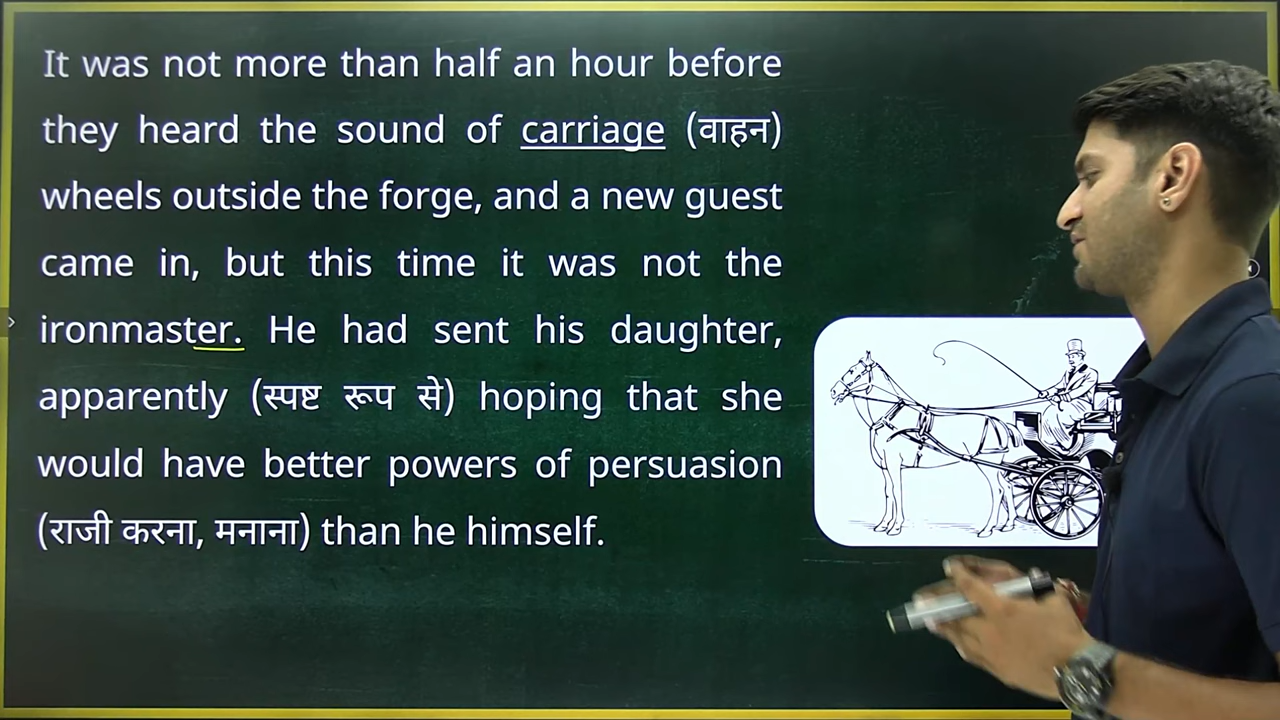 It was not more than half an hour before
they heard the sound of carriage (वाहन)
wheels outside the forge, and a new guest
came in, but this time it was not the
ironmaster. He had sent his daughter,
apparently (स्पष्ट रूप से) hoping that she
would have better powers of persuasion
(राजी करना, मनाना) than he himself.